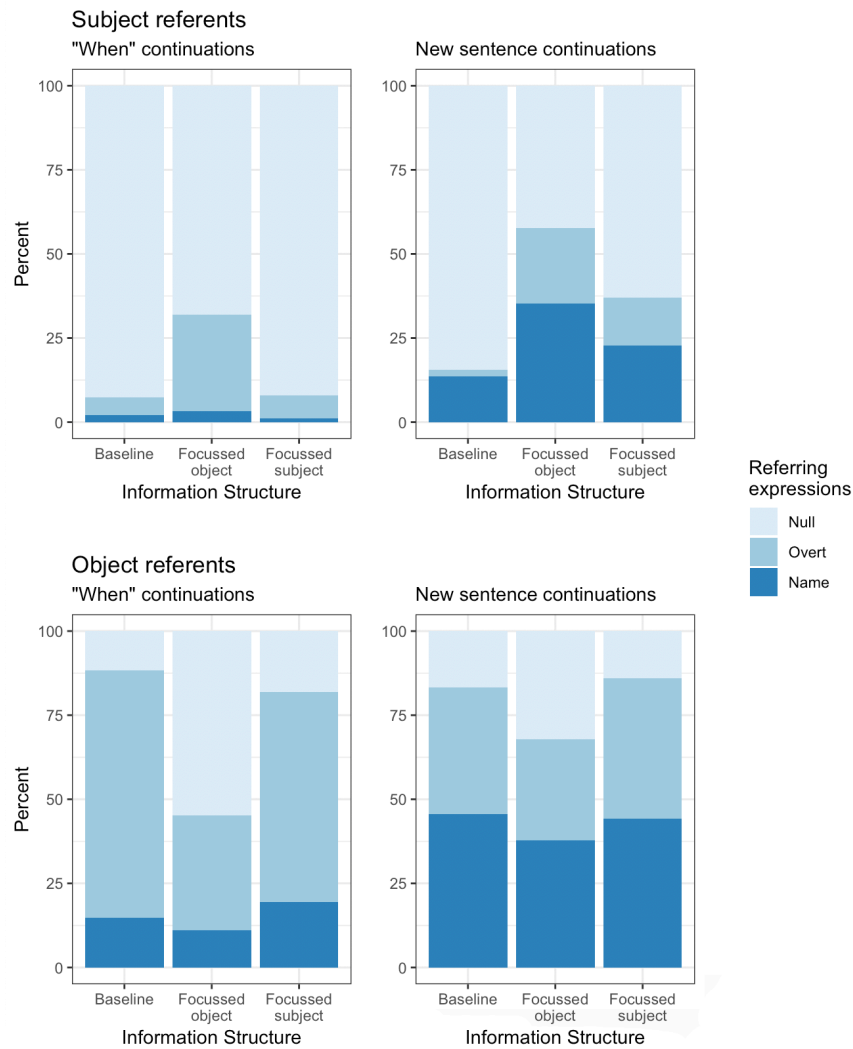 Subject referents
"When" continuations
New sentence continuations
Percent
100
75
50
25
0
100
75
50
25
0
Baseline
Focussed
object
Focussed
subject
Information Structure
Baseline
Focussed
object
Focussed
subject
Information Structure
Referring
expressions
Null
Overt
Name
Object referents
"When" continuations
New sentence continuations
Percent
100
75
50
25
0
100
75
50
25
0
Baseline
Focussed
object
Focussed
subject
Information Structure
Baseline
Focussed
object
Focussed
subject
Information Structure